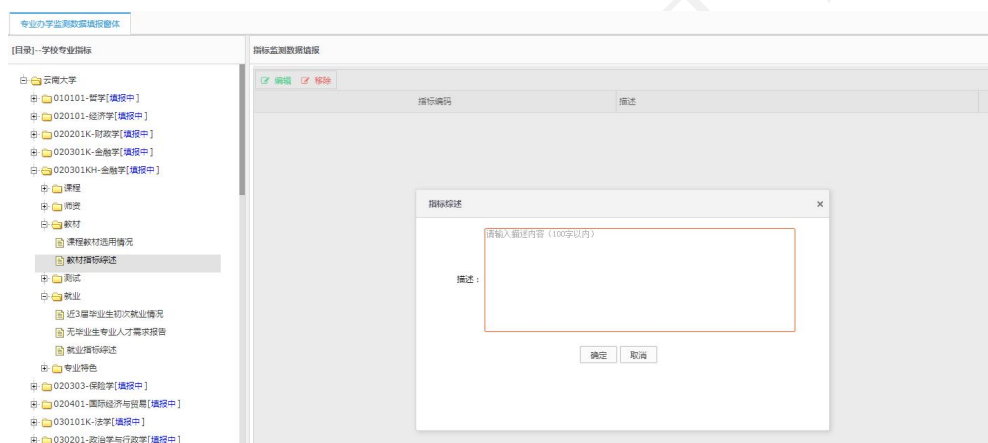 专业办学监测数据填报窗体
[目录]--学校专业指标
指标监测数据填报
云南大学
编辑 移除
010101-哲学[填报中]
指标编码 描述
020101-经济学[填报中]
020201K-财政学[填报中]
020301K-金融学[填报中]
020301KH-金融学[填报中]
课程
师资
教材
课程教材选用情况
教材指标综述
测试
就业
近3届毕业生初次就业情况
无毕业生专业人才需求报告
就业指标综述
专业特色
020303-保险学[填报中]
020401-国际经济与贸易[填报中]
030101K-法学[填报中]
030201-政治学与行政学[填报中]
指标综述
×
请输入描述内容（100字以内）
描述：
确定 取消